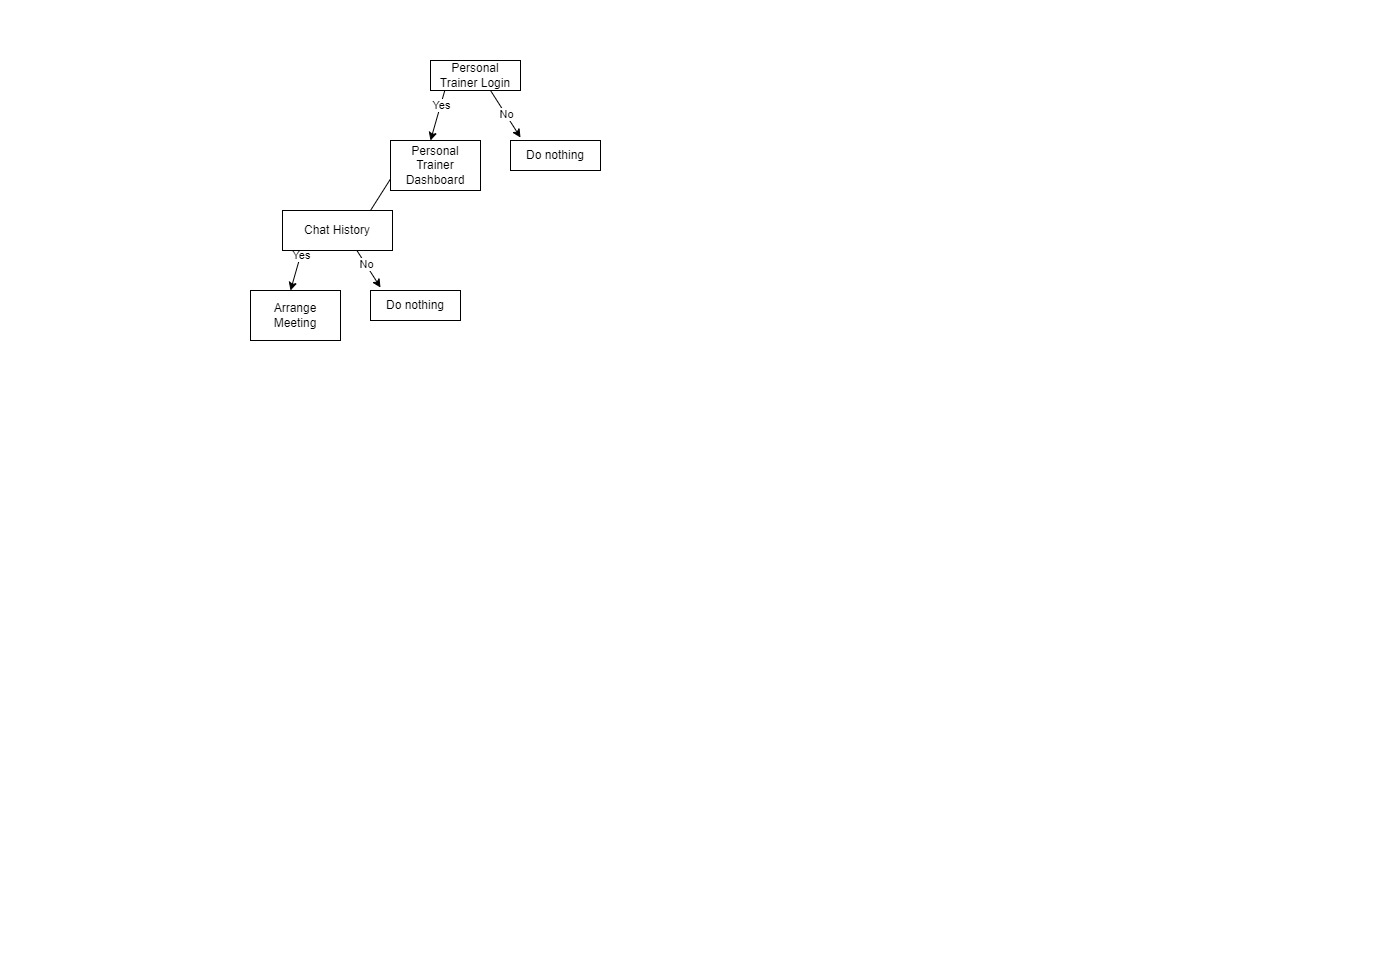 Personal
Trainer Login
Yes
No
Personal
Trainer
Dashboard
Do nothing
Chat History
Yes
No
Arrange
Meeting
Do nothing